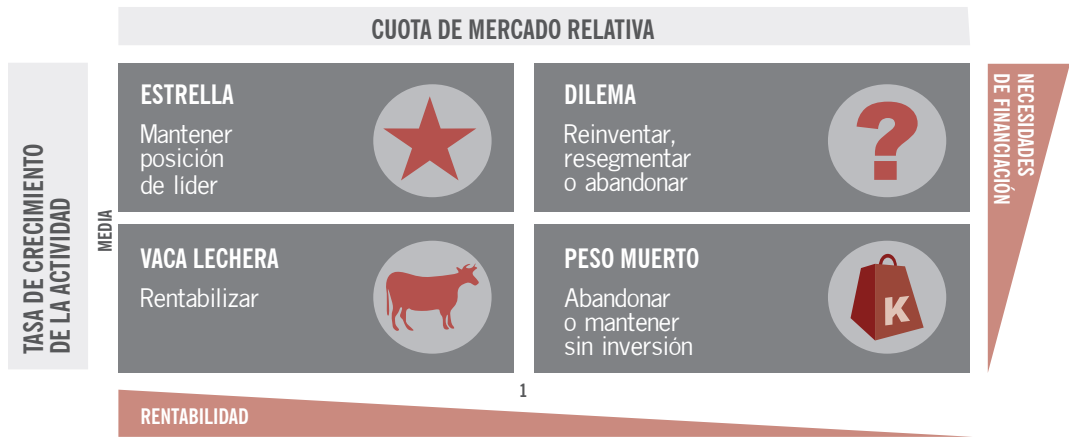 CUOTA DE MERCADO RELATIVA
TASA DE CRECIMIENTO
DE LA ACTIVIDAD
MEDIA
ESTRELLA
Mantener
posición
de lider
DILEMA
Reinventar,
resegmentar
o abandonar
NECESIDADES
DE FINANCIACIÓN
VACA LECHERA
Rentabilizar
PESO MUERTO
Abandonar
o mantener
sin inversión
K
1
RENTABILIDAD